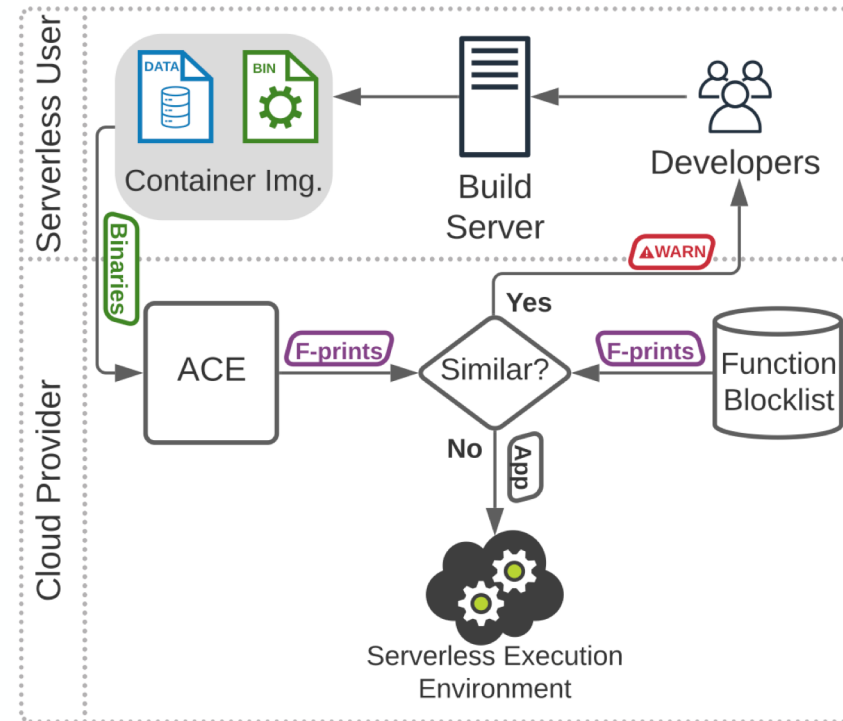 Serverless User
DATA
BIN
Container Img.
Build
Server
Developers
Binaries
WARN
Cloud Provider
ACE
F-prints
Yes
Similar?
F-prints
Function
Blocklist
No
App
Serverless Execution
Environment